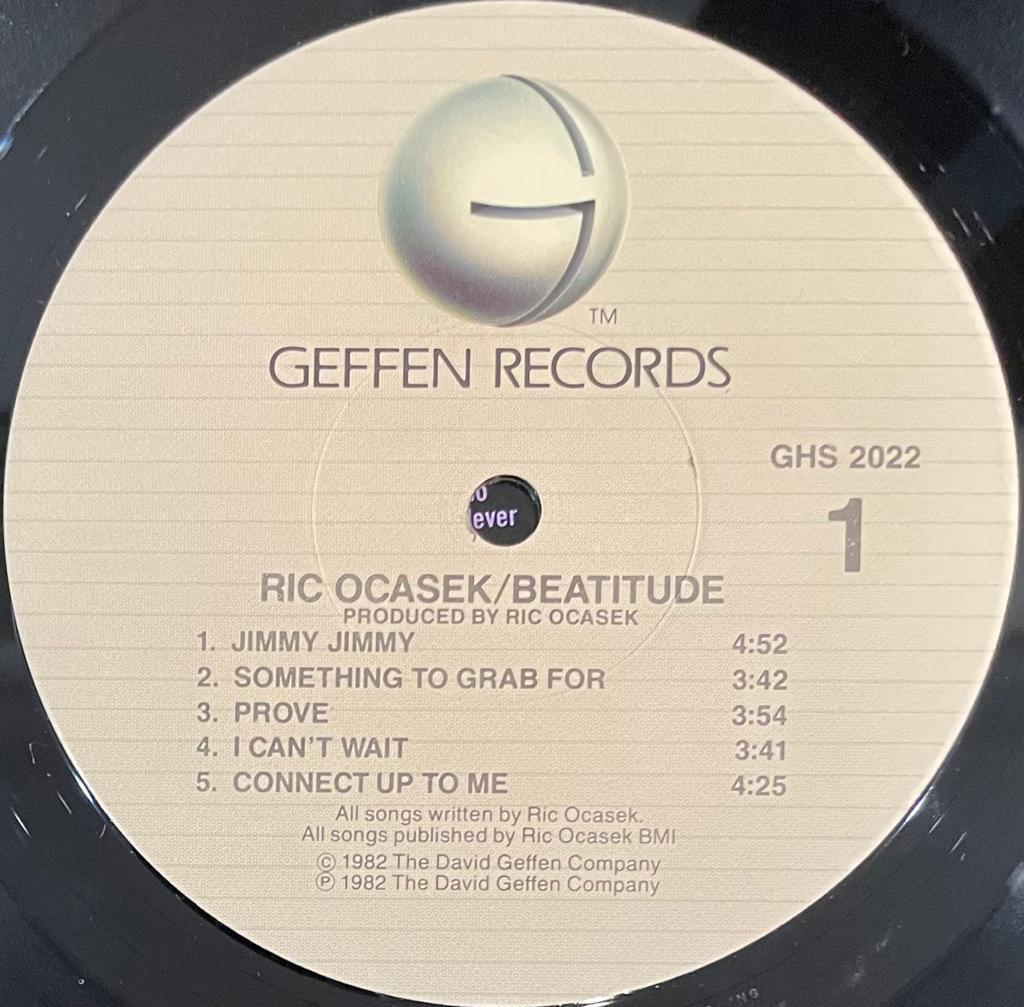 TM
GEFFEN RECORDS
GHS 2022
1
ever
RIC OCASEK/BEATITUDE
PRODUCED BY RIC OCASEK
1. JIMMY JIMMY 4:52
2. SOMETHING TO GRAB FOR 3:42
3. PROVE 3:54
4. I CAN'T WAIT 3:41
5. CONNECT UP TO ME 4:25
All songs written by Ric Ocasek.
All songs published by Ric Ocasek BMI
© 1982 The David Geffen Company
℗ 1982 The David Geffen Company